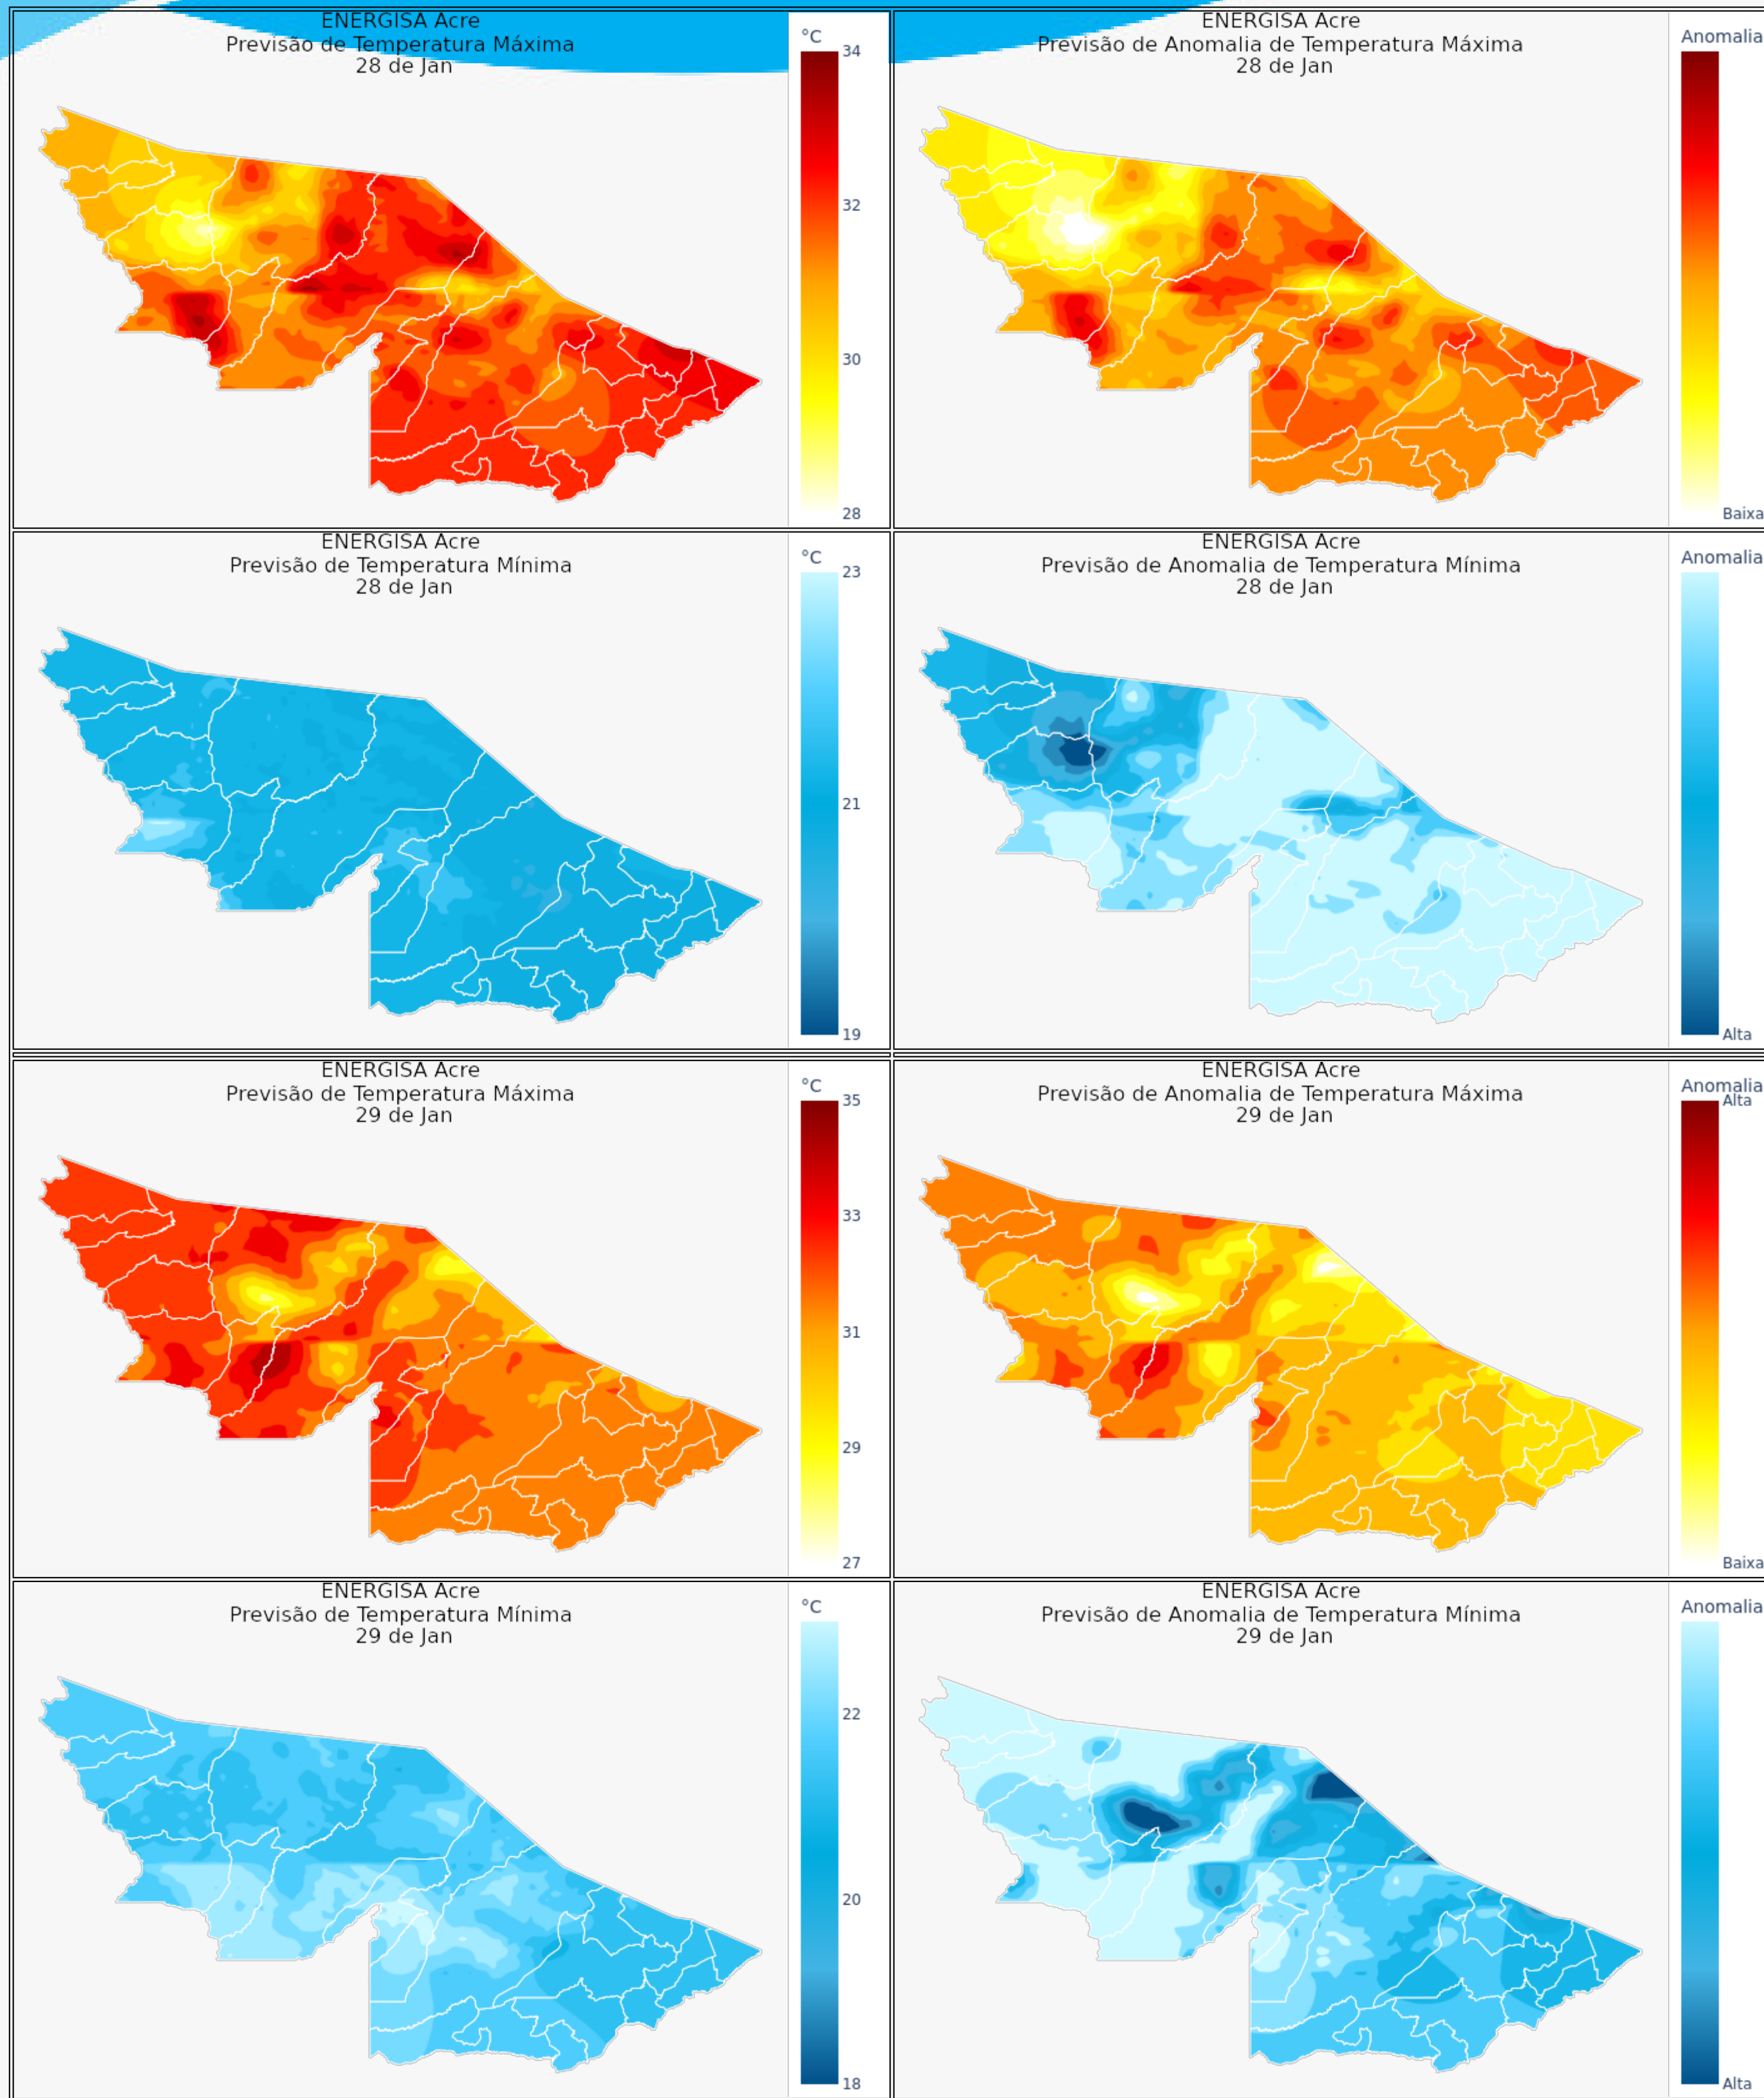 ENERGISA Acre
Previsão de Temperatura Máxima
28 de Jan
°C
34
32
30
28
ENERGISA Acre
Previsão de Anomalia de Temperatura Máxima
28 de Jan
Anomalia
Baixa
ENERGISA Acre
Previsão de Temperatura Mínima
28 de Jan
°C
23
21
19
ENERGISA Acre
Previsão de Anomalia de Temperatura Mínima
28 de Jan
Anomalia
Alta
ENERGISA Acre
Previsão de Temperatura Máxima
29 de Jan
°C
35
33
31
29
27
ENERGISA Acre
Previsão de Anomalia de Temperatura Máxima
29 de Jan
Anomalia
Alta
Baixa
ENERGISA Acre
Previsão de Temperatura Mínima
29 de Jan
°C
22
20
18
ENERGISA Acre
Previsão de Anomalia de Temperatura Mínima
29 de Jan
Anomalia
Alta